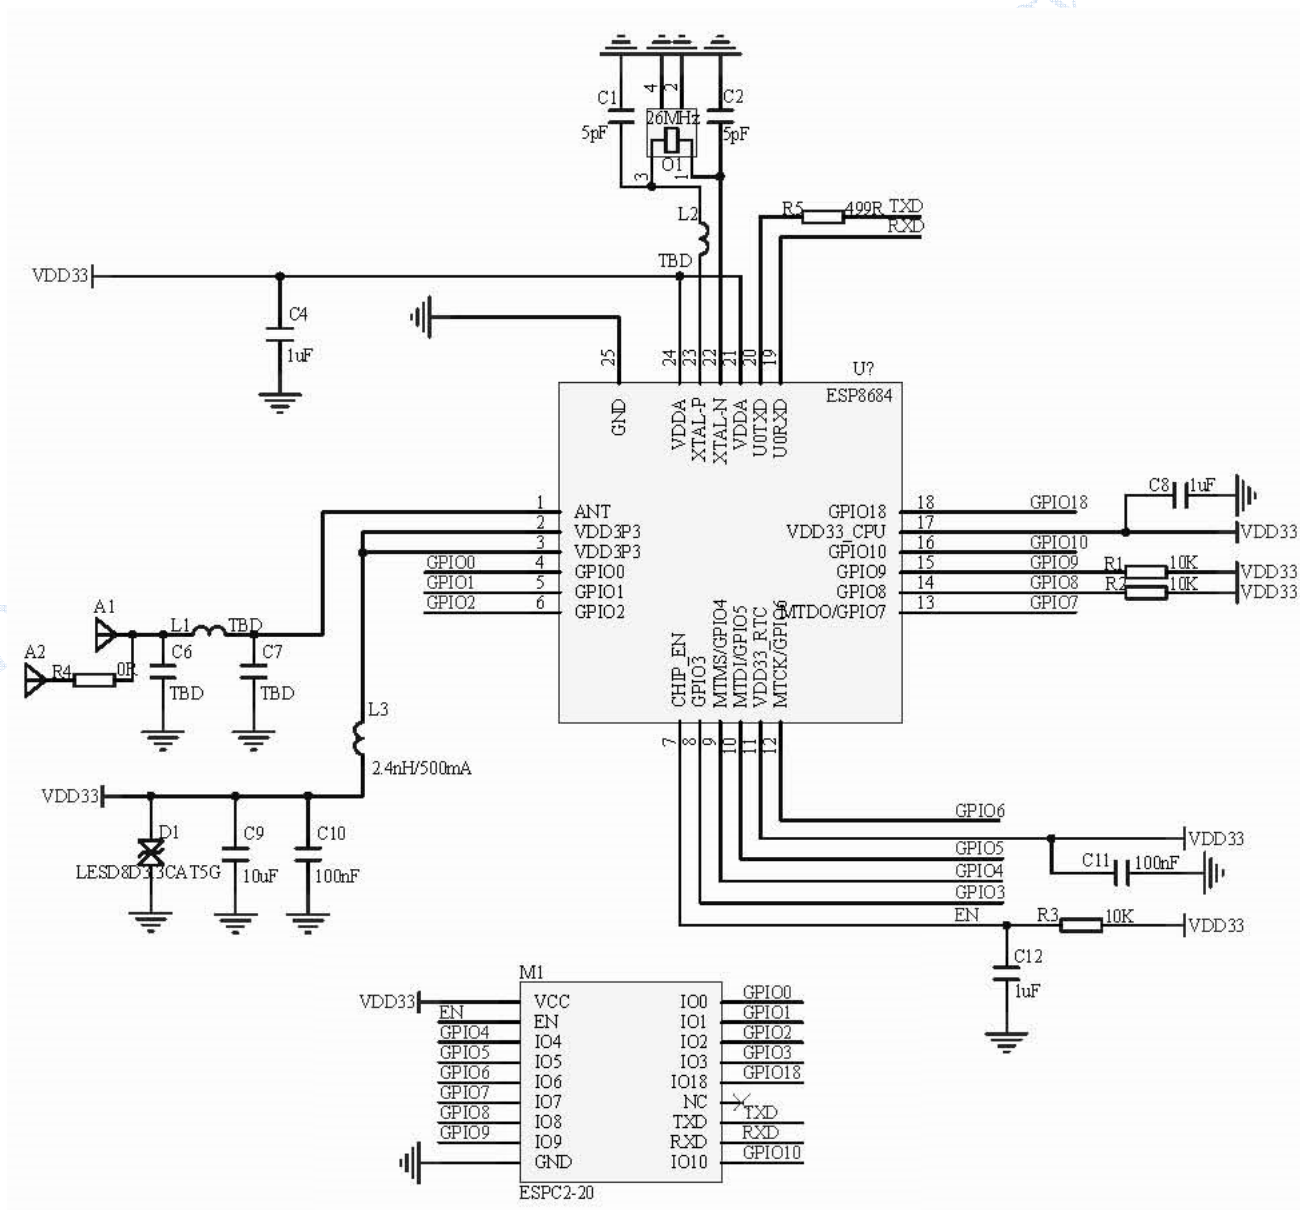 4
2
C1
C2
26MHz
5pF
5pF
O1
3
1
L2
R5
499R
TXD
RXD
TBD
VDD33
C4
1uF
25
24
23
22
21
20
19
U?
ESP8684
GND
VDDA
XTAL-P
XTAL-N
VDDA
U0TXD
U0RXD
C8
1uF
1
ANT
GPIO18
18
GPIO18
2
VDD3P3
VDD33_CPU
17
VDD33
3
VDD3P3
GPIO10
16
GPIO10
GPIO0
4
GPIO0
GPIO9
15
GPIO9
R1
10K
VDD33
GPIO1
5
GPIO1
GPIO8
14
GPIO8
R2
10K
VDD33
GPIO2
6
GPIO2
MTDO/GPIO7
13
GPIO7
A1
L1
TBD
A2
R4
0R
C6
TBD
C7
TBD
CHIP_EN
GPIO3
MTMS/GPIO4
MTDI/GPIO5
VDD33_RTC
MTCK/GPIO6
7
8
9
10
11
12
L3
2.4nH/500mA
VDD33
D1
LESD8D3.3CAT5G
C9
10uF
C10
100nF
GPIO6
VDD33
GPIO5
C11
100nF
GPIO4
GPIO3
EN
R3
10K
VDD33
C12
1uF
M1
VDD33
VCC
IO0
GPIO0
EN
EN
IO1
GPIO1
GPIO4
IO4
IO2
GPIO2
GPIO5
IO5
IO3
GPIO3
GPIO6
IO6
IO18
GPIO18
GPIO7
IO7
NC
GPIO8
IO8
TXD
TXD
GPIO9
IO9
RXD
RXD
GND
IO10
GPIO10
ESPC2-20